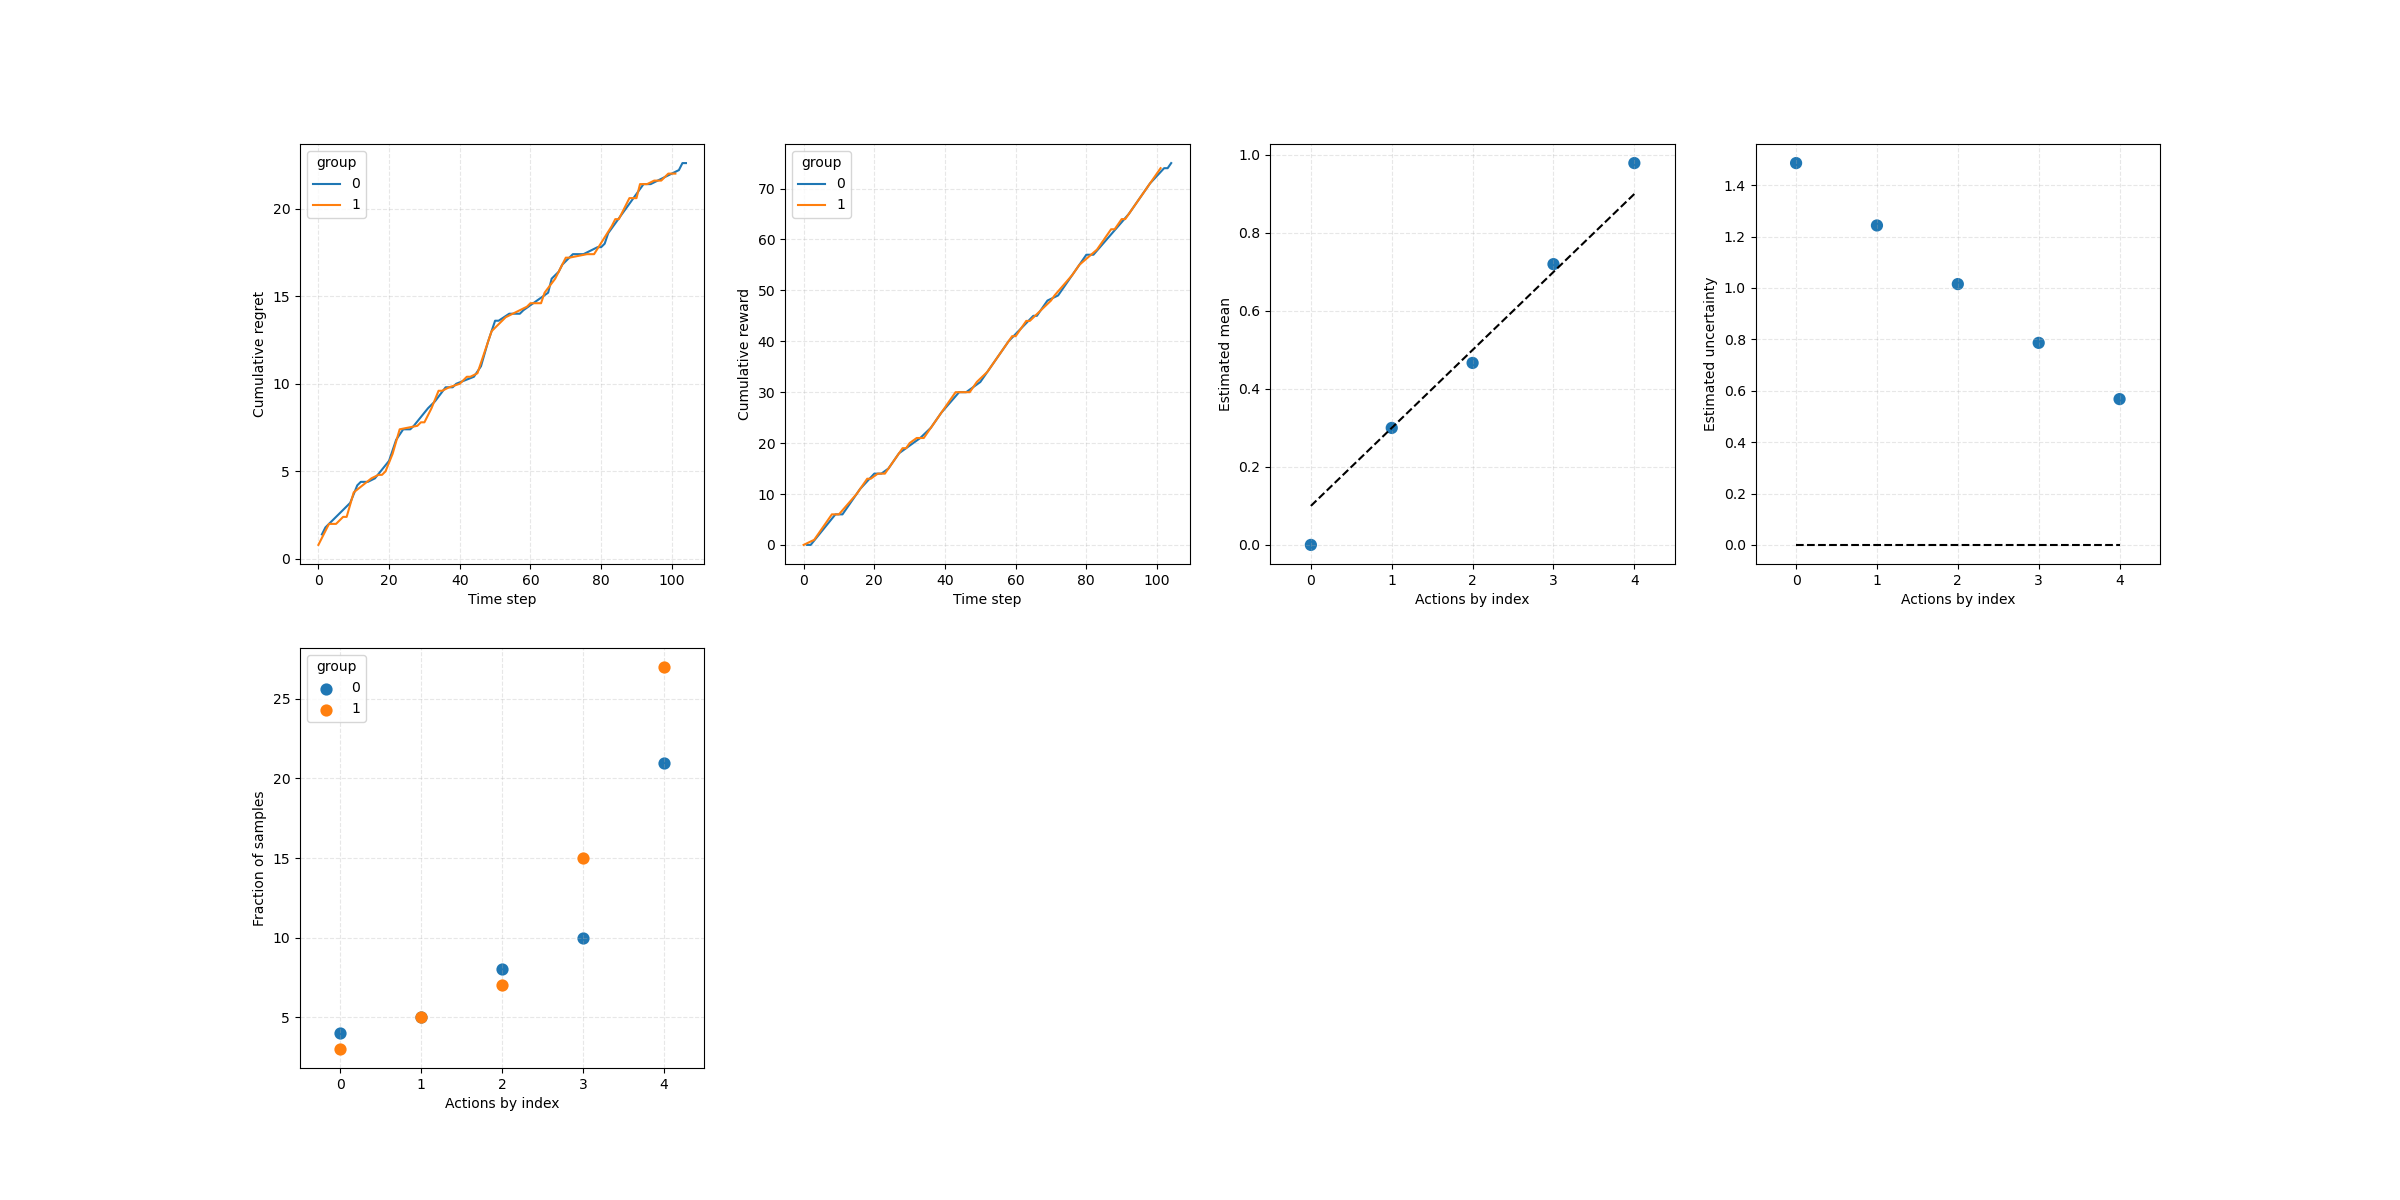 group
0
1
20
15
10
5
0
Cumulative regret
0 20 40 60 80 100
Time step
group
0
1
70
60
50
40
30
20
10
0
Cumulative reward
0 20 40 60 80 100
Time step
1.0
0.8
0.6
0.4
0.2
0.0
Estimated mean
0 1 2 3 4
Actions by index
1.4
1.2
1.0
0.8
0.6
0.4
0.2
0.0
Estimated uncertainty
0 1 2 3 4
Actions by index
group
0
1
25
20
15
10
5
Fraction of samples
0 1 2 3 4
Actions by index